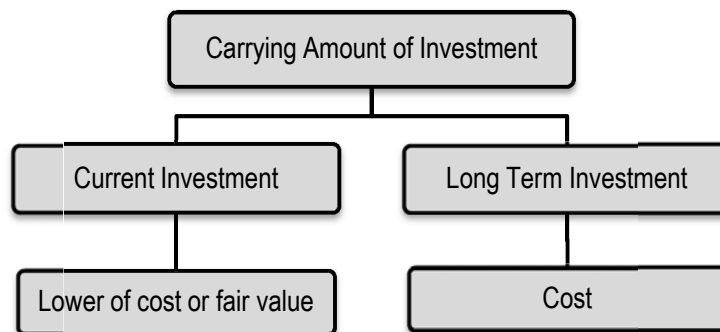 Carrying Amount of Investment
Current Investment
Long Term Investment
Lower of cost or fair value
Cost